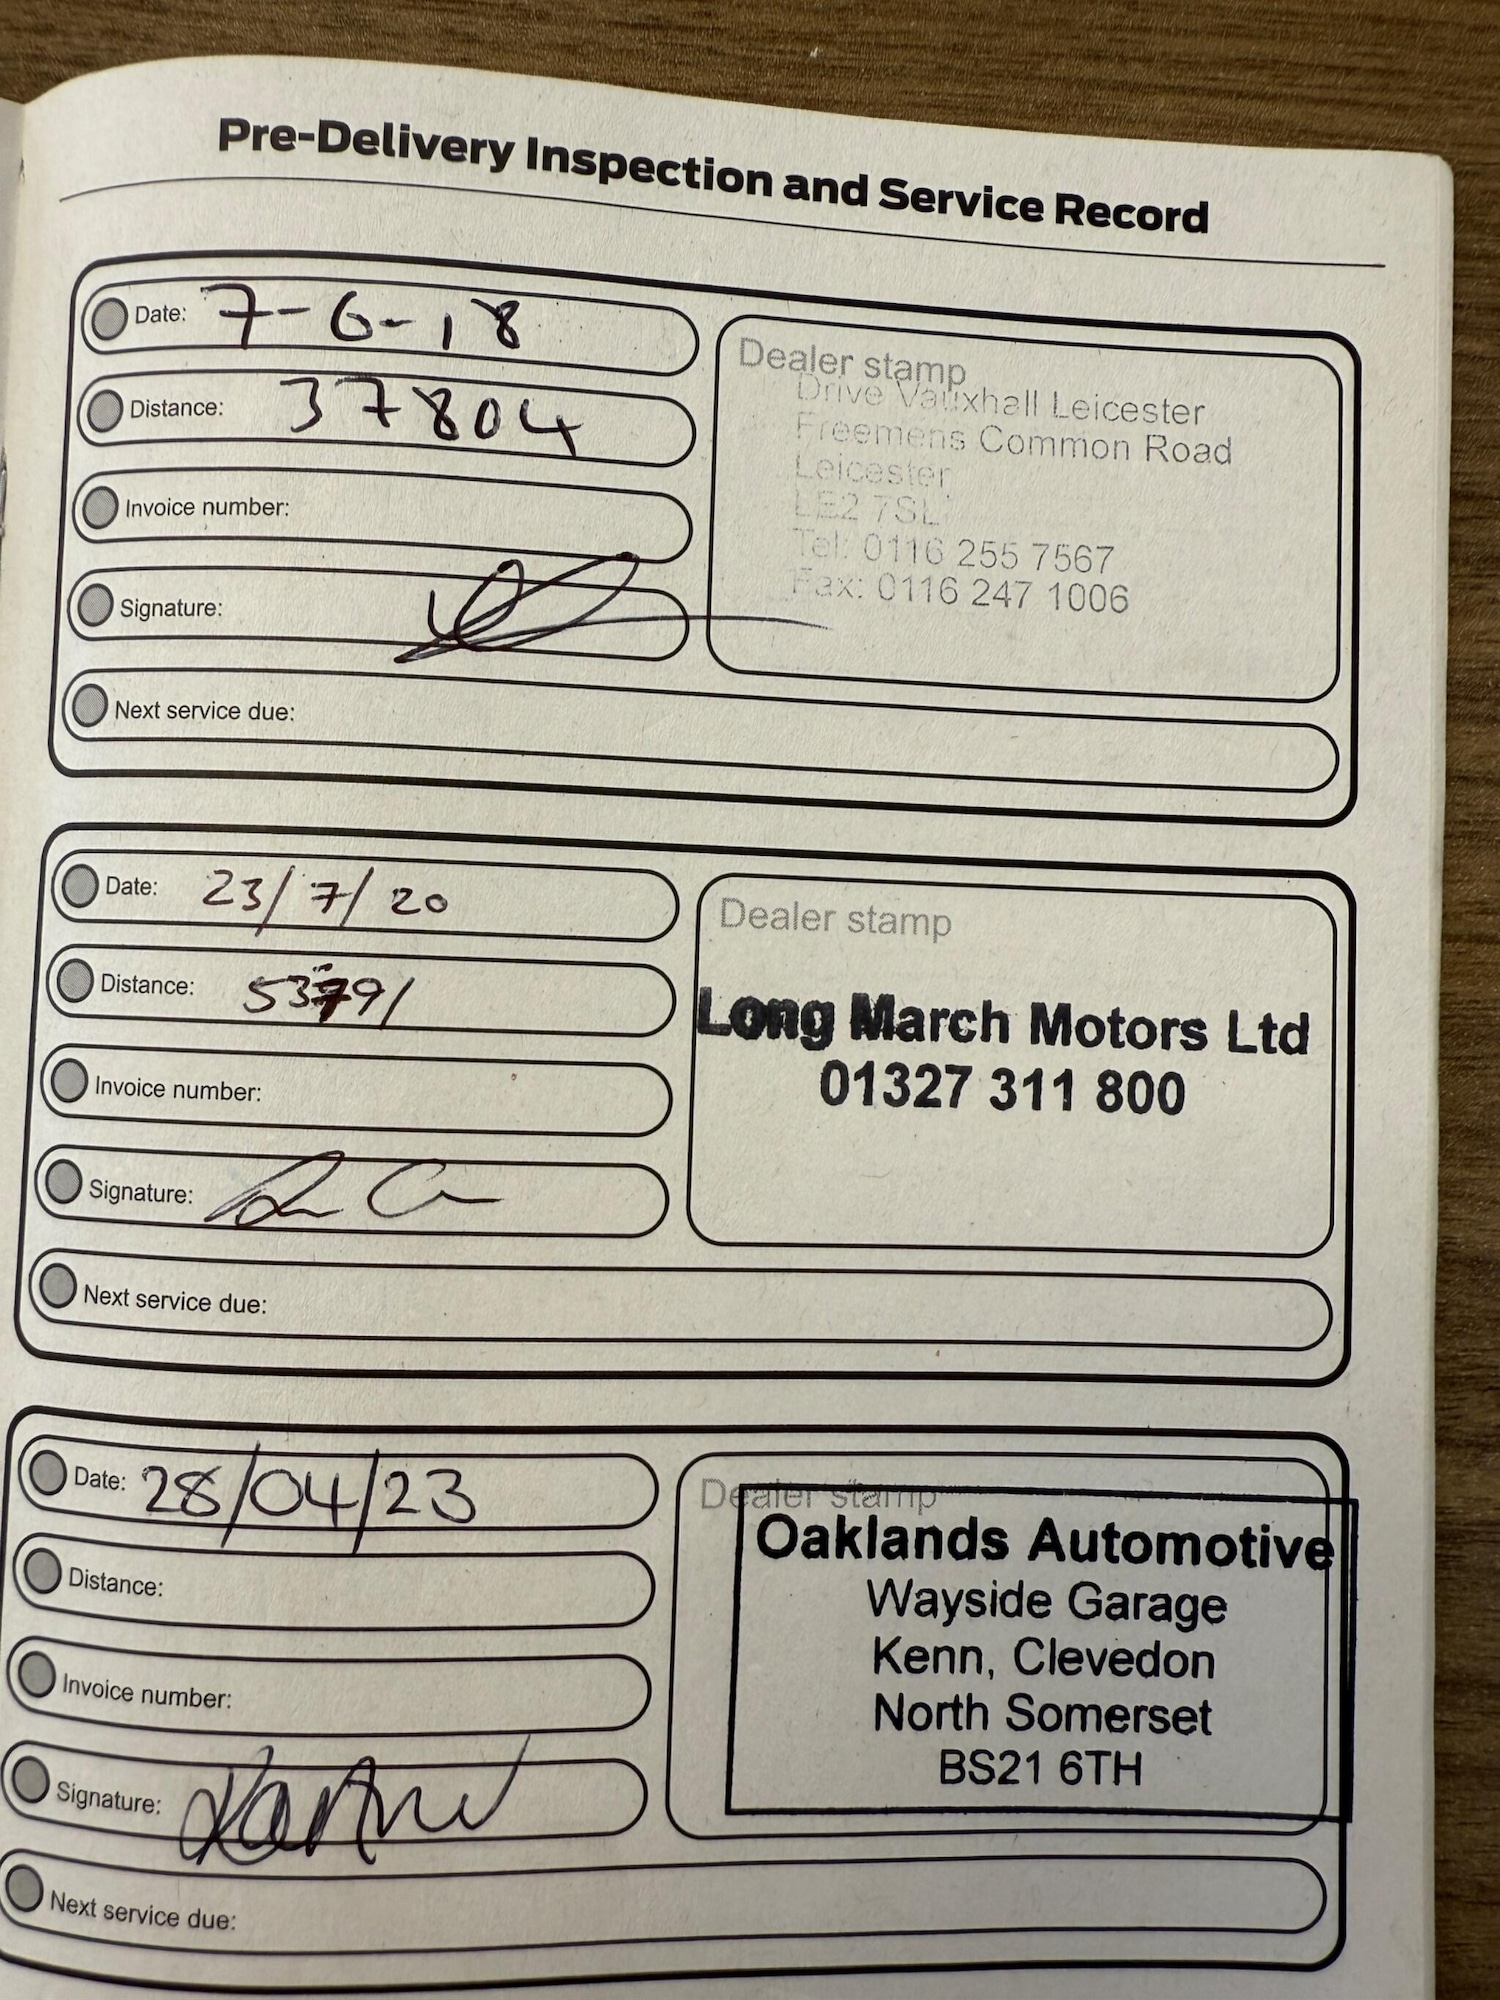 Pre-Delivery Inspection and Service Record
Date: 7-6-18
Distance: 37804
Invoice number:
Signature:
Next service due:
Dealer stamp
Drive Vauxhall Leicester
Freemens Common Road
Leicester
LE2 7SL
Tel: 0116 255 7567
Fax: 0116 247 1006
Date: 23/7/20
Distance: 53791
Invoice number:
Signature:
Next service due:
Dealer stamp
Long March Motors Ltd
01327 311 800
Date: 28/04/23
Distance:
Invoice number:
Signature:
Next service due:
Dealer stamp
Oaklands Automotive
Wayside Garage
Kenn, Clevedon
North Somerset
BS21 6TH